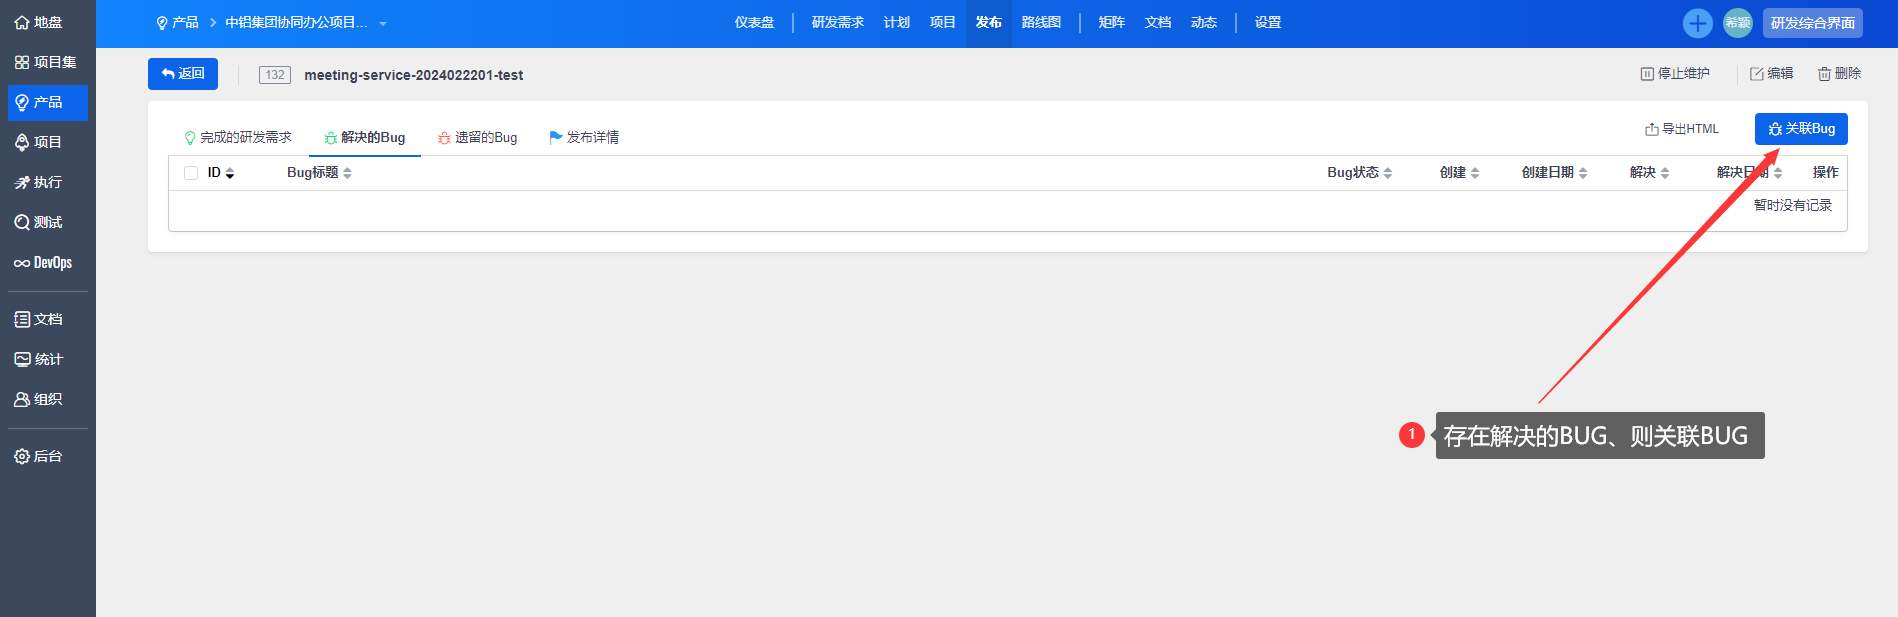 地盘
项目集
产品
项目
执行
测试
DevOps
文档
统计
组织
后台
产品 中铝集团协同办公项目...
仪表盘 研发需求 计划 项目 发布 路线图 矩阵 文档 动态 设置
希颖 研发综合界面
返回 132 meeting-service-2024022201-test
停止维护 编辑 删除
完成的研发需求 解决的Bug 遗留的Bug 发布详情
导出HTML 关联Bug
ID Bug标题 Bug状态 创建 创建日期 解决 解决日期 操作
暂时没有记录
1 存在解决的BUG、则关联BUG